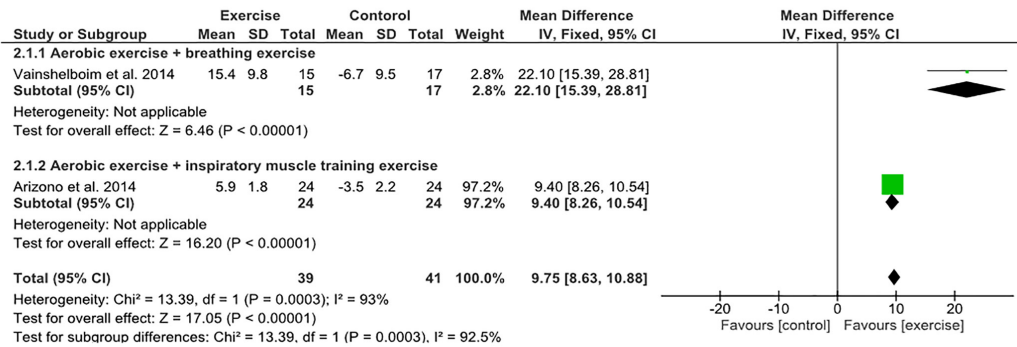 Exercise Contorol Mean Difference Mean Difference
Study or Subgroup Mean SD Total Mean SD Total Weight IV, Fixed, 95% CI IV, Fixed, 95% CI
2.1.1 Aerobic exercise + breathing exercise
Vainshelboim et al. 2014 15.4 9.8 15 -6.7 9.5 17 2.8% 22.10 [15.39, 28.81]
Subtotal (95% CI) 15 17 2.8% 22.10 [15.39, 28.81]
Heterogeneity: Not applicable
Test for overall effect: Z = 6.46 (P < 0.00001)
2.1.2 Aerobic exercise + inspiratory muscle training exercise
Arizono et al. 2014 5.9 1.8 24 -3.5 2.2 24 97.2% 9.40 [8.26, 10.54]
Subtotal (95% CI) 24 24 97.2% 9.40 [8.26, 10.54]
Heterogeneity: Not applicable
Test for overall effect: Z = 16.20 (P < 0.00001)
Total (95% CI) 39 41 100.0% 9.75 [8.63, 10.88]
Heterogeneity: Chi² = 13.39, df = 1 (P = 0.0003); I² = 93%
Test for overall effect: Z = 17.05 (P < 0.00001)
Test for subgroup differences: Chi² = 13.39, df = 1 (P = 0.0003), I² = 92.5%
-20 -10 0 10 20
Favours [control] Favours [exercise]